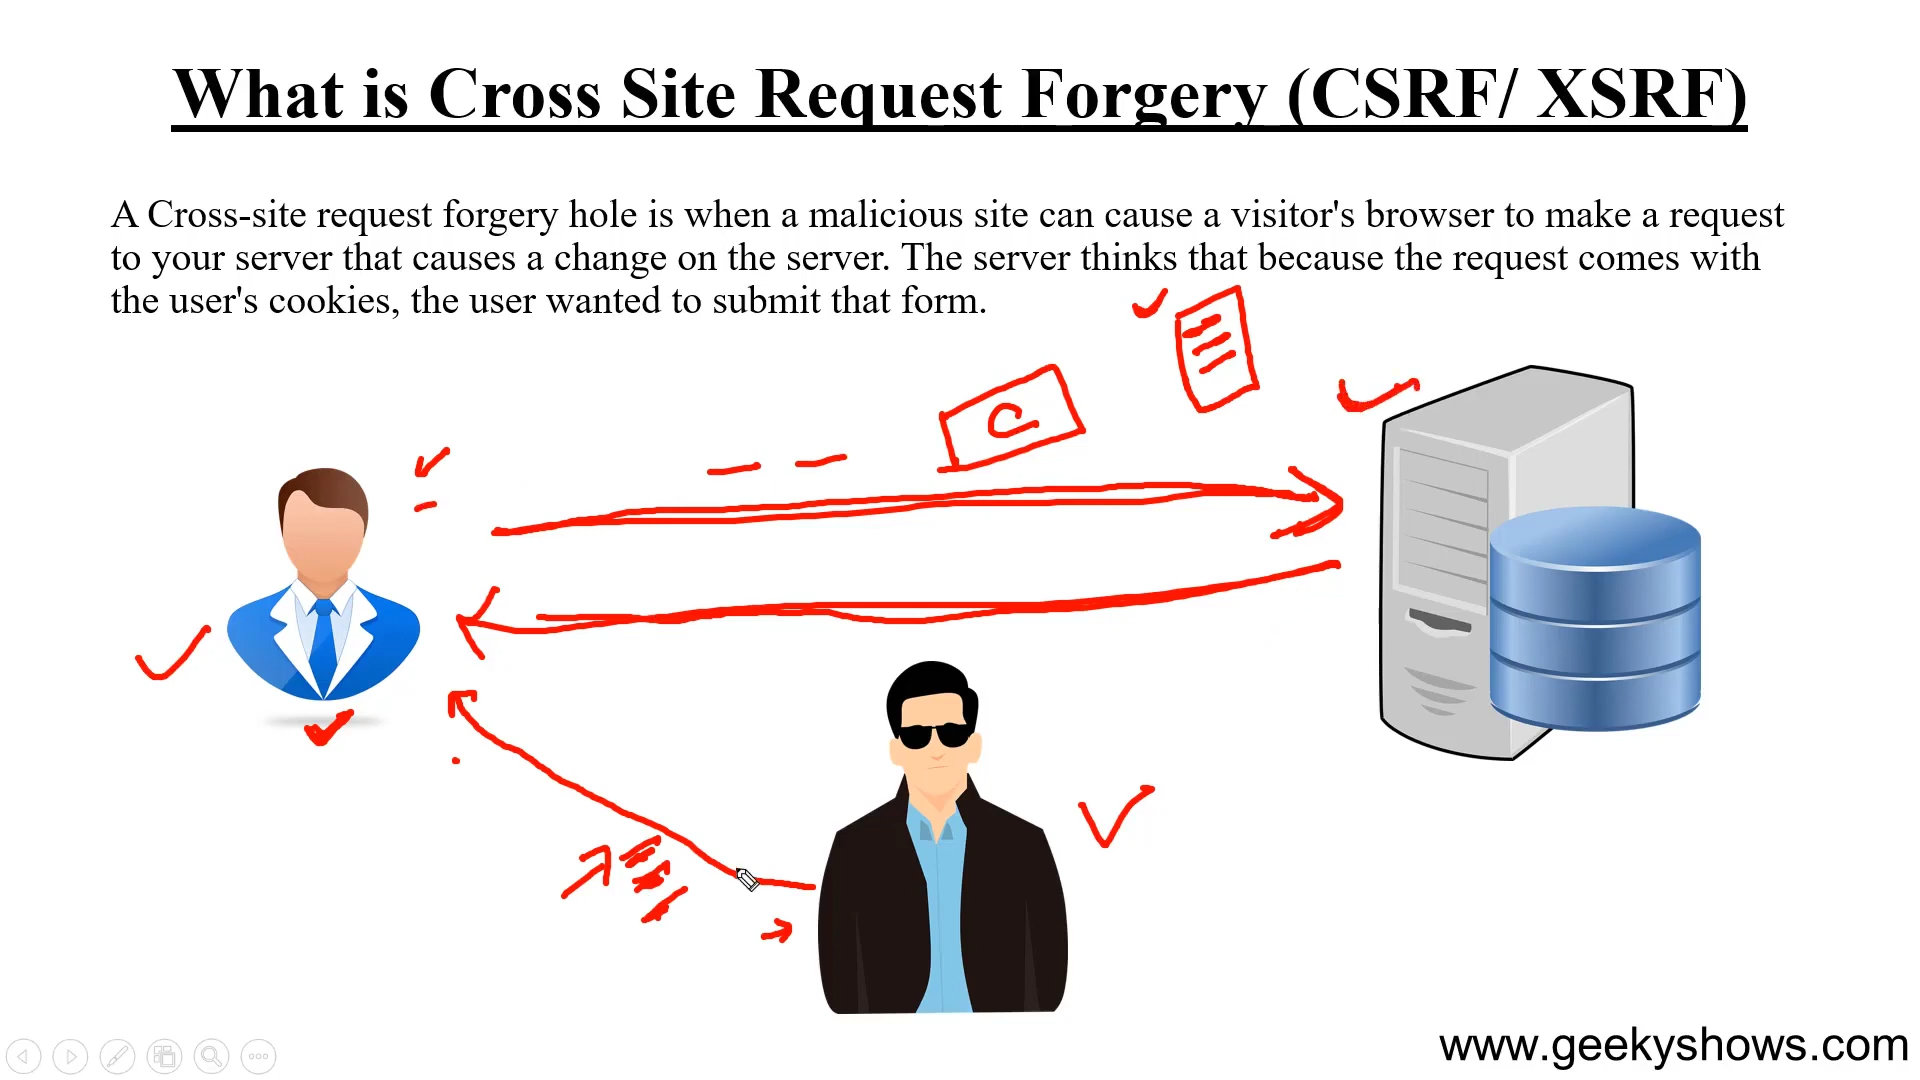 What is Cross Site Request Forgery (CSRF/ XSRF)
A Cross-site request forgery hole is when a malicious site can cause a visitor's browser to make a request
to your server that causes a change on the server. The server thinks that because the request comes with
the user's cookies, the user wanted to submit that form.
C
www.geekyshows.com